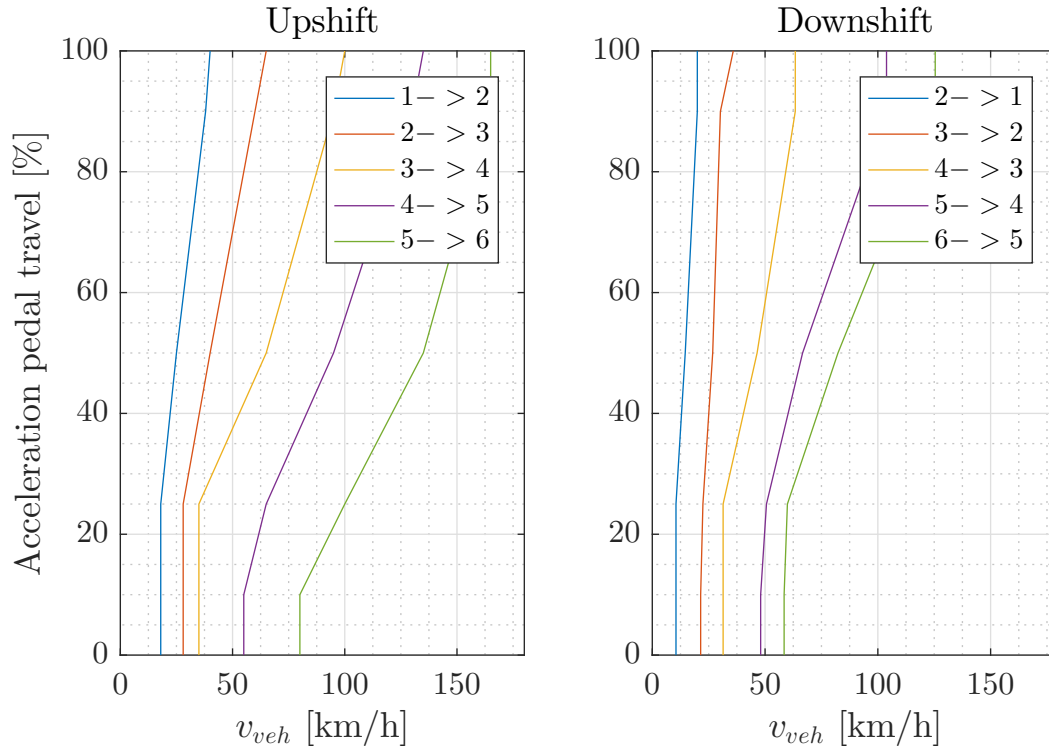 Upshift
100
80
60
40
20
0
0 50 100 150
Acceleration pedal travel [%]
v_veh [km/h]
1− > 2
2− > 3
3− > 4
4− > 5
5− > 6
Downshift
100
80
60
40
20
0
0 50 100 150
v_veh [km/h]
2− > 1
3− > 2
4− > 3
5− > 4
6− > 5